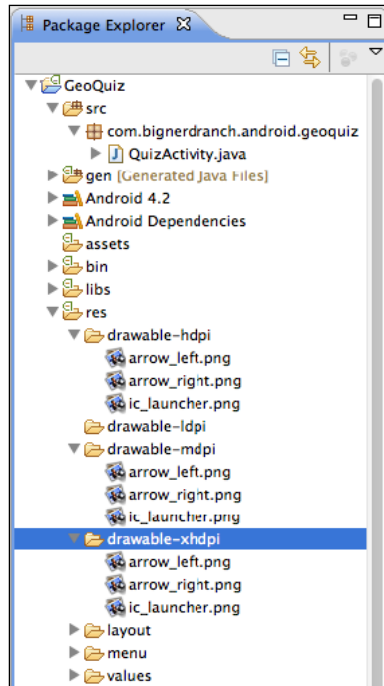 Package Explorer
GeoQuiz
src
com.bignerdranch.android.geoquiz
QuizActivity.java
gen [Generated Java Files]
Android 4.2
Android Dependencies
assets
bin
libs
res
drawable-hdpi
arrow_left.png
arrow_right.png
ic_launcher.png
drawable-ldpi
drawable-mdpi
arrow_left.png
arrow_right.png
ic_launcher.png
drawable-xhdpi
arrow_left.png
arrow_right.png
ic_launcher.png
layout
menu
values